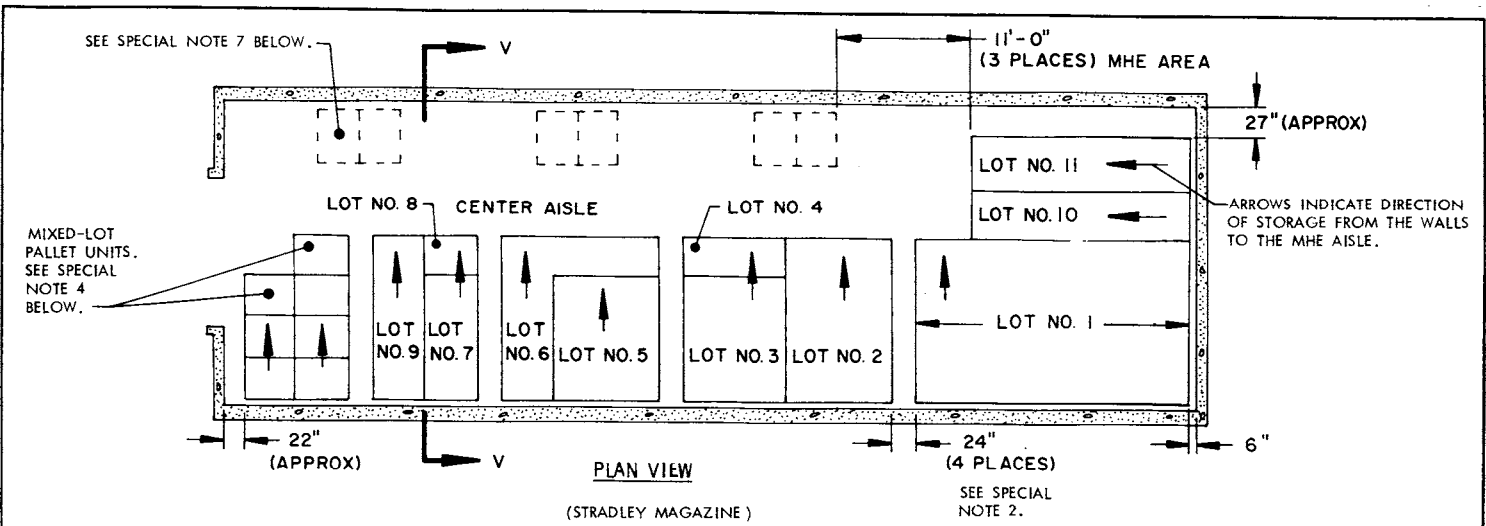 SEE SPECIAL NOTE 7 BELOW.
V
11'-0"
(3 PLACES) MHE AREA
27" (APPROX)
LOT NO. 11
LOT NO. 10
ARROWS INDICATE DIRECTION
OF STORAGE FROM THE WALLS
TO THE MHE AISLE.
LOT NO. 8
CENTER AISLE
LOT NO. 4
MIXED-LOT
PALLET UNITS.
SEE SPECIAL
NOTE 4
BELOW.
LOT
NO. 9
LOT
NO. 7
LOT
NO. 6
LOT NO. 5
LOT NO. 3
LOT NO. 2
LOT NO. 1
22"
(APPROX)
V
24"
(4 PLACES)
SEE SPECIAL
NOTE 2.
6"
PLAN VIEW
(STRADLEY MAGAZINE)